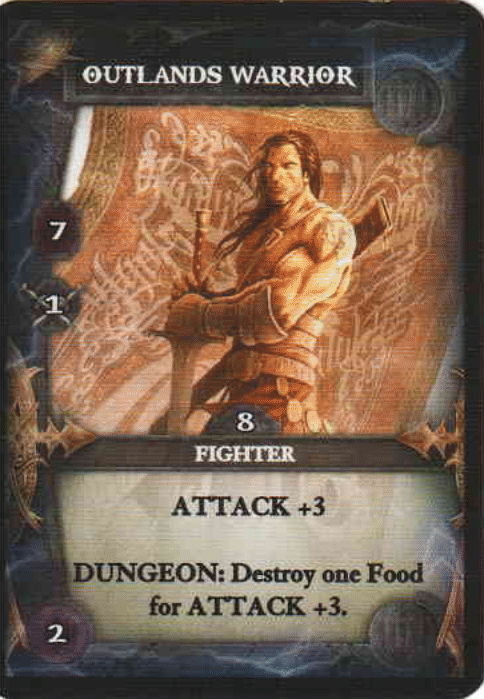 OUTLANDS WARRIOR
7
1
8
FIGHTER
ATTACK +3
DUNGEON: Destroy one Food
for ATTACK +3.
2